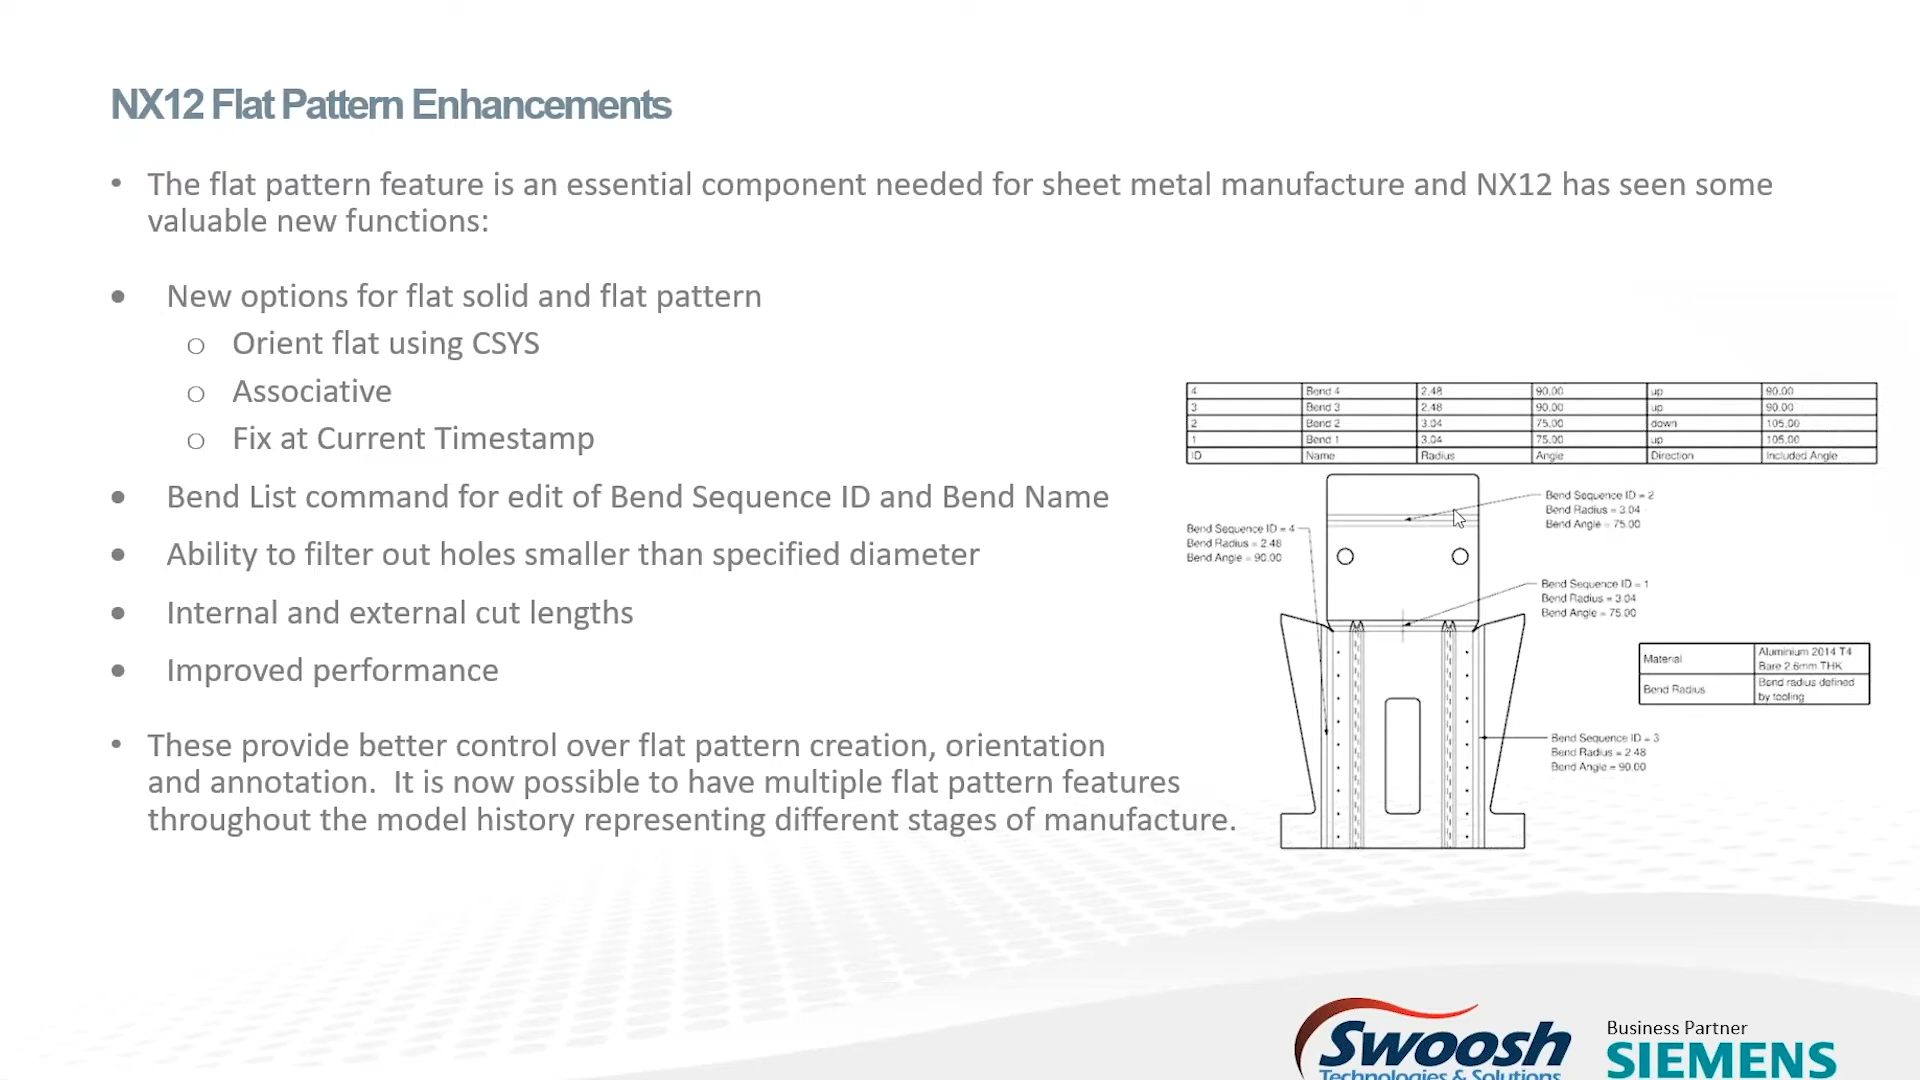 NX12 Flat Pattern Enhancements
• The flat pattern feature is an essential component needed for sheet metal manufacture and NX12 has seen some
valuable new functions:
• New options for flat solid and flat pattern
o Orient flat using CSYS
o Associative
o Fix at Current Timestamp
• Bend List command for edit of Bend Sequence ID and Bend Name
• Ability to filter out holes smaller than specified diameter
• Internal and external cut lengths
• Improved performance
• These provide better control over flat pattern creation, orientation
and annotation. It is now possible to have multiple flat pattern features
throughout the model history representing different stages of manufacture.
4 Bend 4 2.48 90.00 up 90.00
3 Bend 3 2.48 90.00 up 90.00
2 Bend 2 3.04 75.00 down 105.00
1 Bend 1 3.04 75.00 up 105.00
ID Name Radius Angle Direction Included Angle
Bend Sequence ID = 2
Bend Radius = 3.04
Bend Angle = 75.00
Bend Sequence ID = 4
Bend Radius = 2.48
Bend Angle = 90.00
Bend Sequence ID = 1
Bend Radius = 3.04
Bend Angle = 75.00
Material Aluminium 2014 T4
Bare 2.6mm THK
Bend Radius Bend radius defined
by tooling
Bend Sequence ID = 3
Bend Radius = 2.48
Bend Angle = 90.00
Swoosh
Technologies & Solutions
Business Partner
SIEMENS